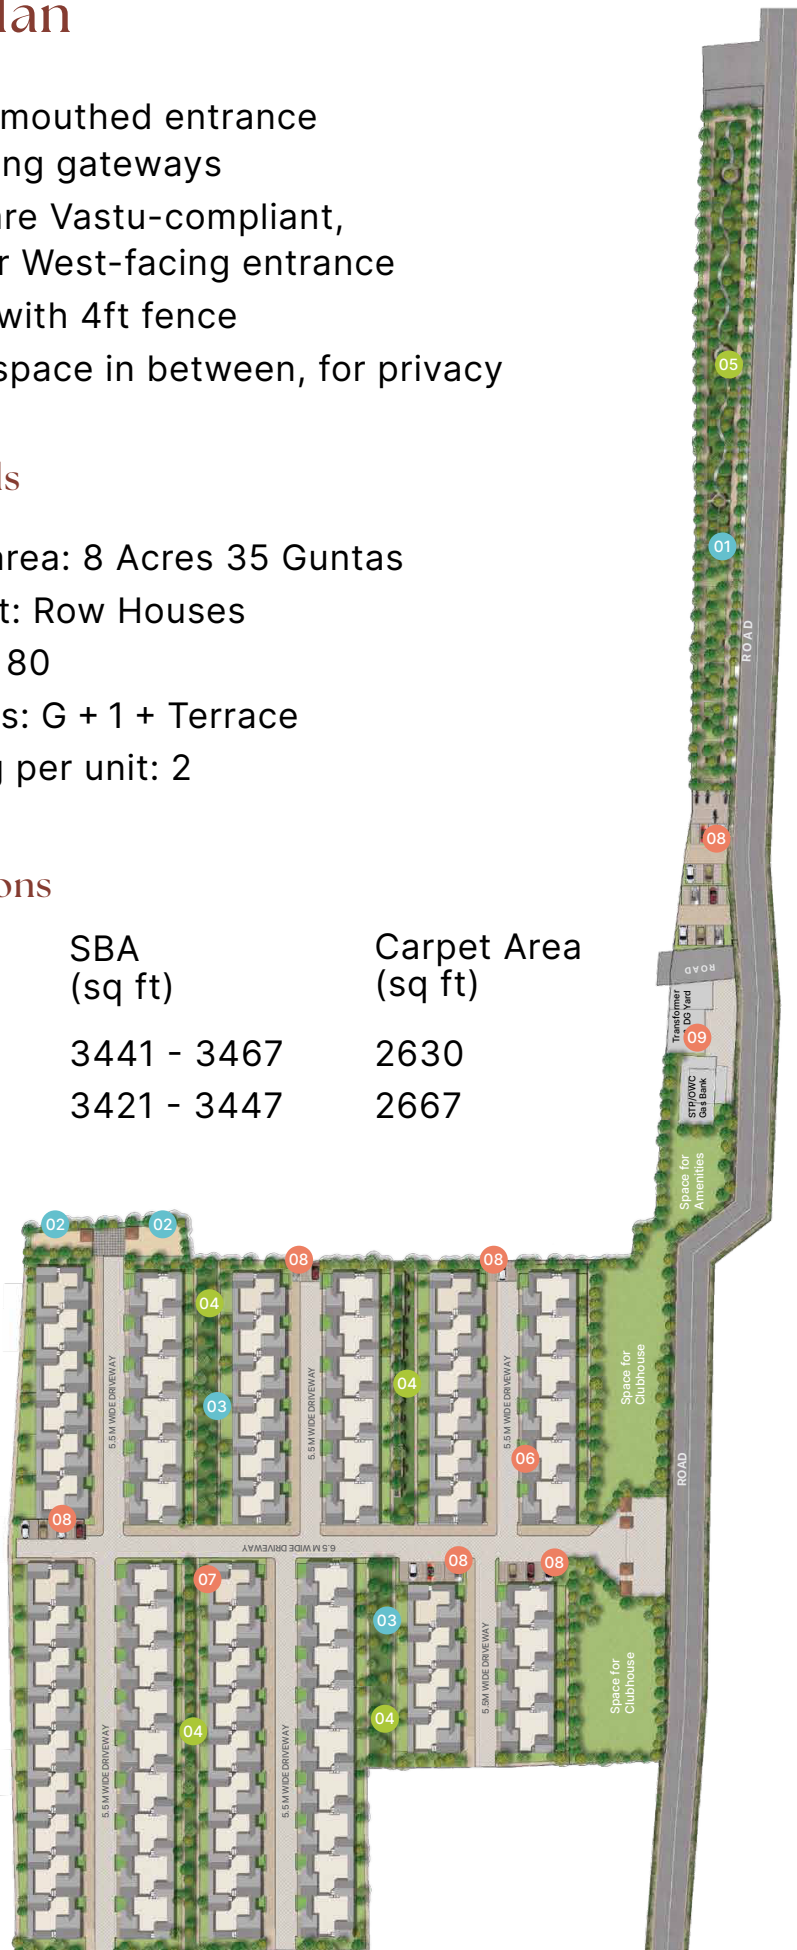 lan
mouthed entrance
ng gateways
are Vastu-compliant,
r West-facing entrance
with 4ft fence
space in between, for privacy
ls
area: 8 Acres 35 Guntas
t: Row Houses
80
s: G + 1 + Terrace
g per unit: 2
ons
SBA
(sq ft)
Carpet Area
(sq ft)
3441 - 3467
2630
3421 - 3447
2667
05
01
ROAD
08
ROAD
Transformer
DG Yard
09
STP/OWC
Gas Bank
Space for
Amenities
02
02
08
08
04
04
03
5.5 M WIDE DRIVEWAY
5.5 M WIDE DRIVEWAY
5.5 M WIDE DRIVEWAY
06
Space for
Clubhouse
ROAD
08
6.5 M WIDE DRIVEWAY
07
08
08
03
04
04
5.5M WIDE DRIVEWAY
Space for
Clubhouse
5.5 M WIDE DRIVEWAY
5.5 M WIDE DRIVEWAY